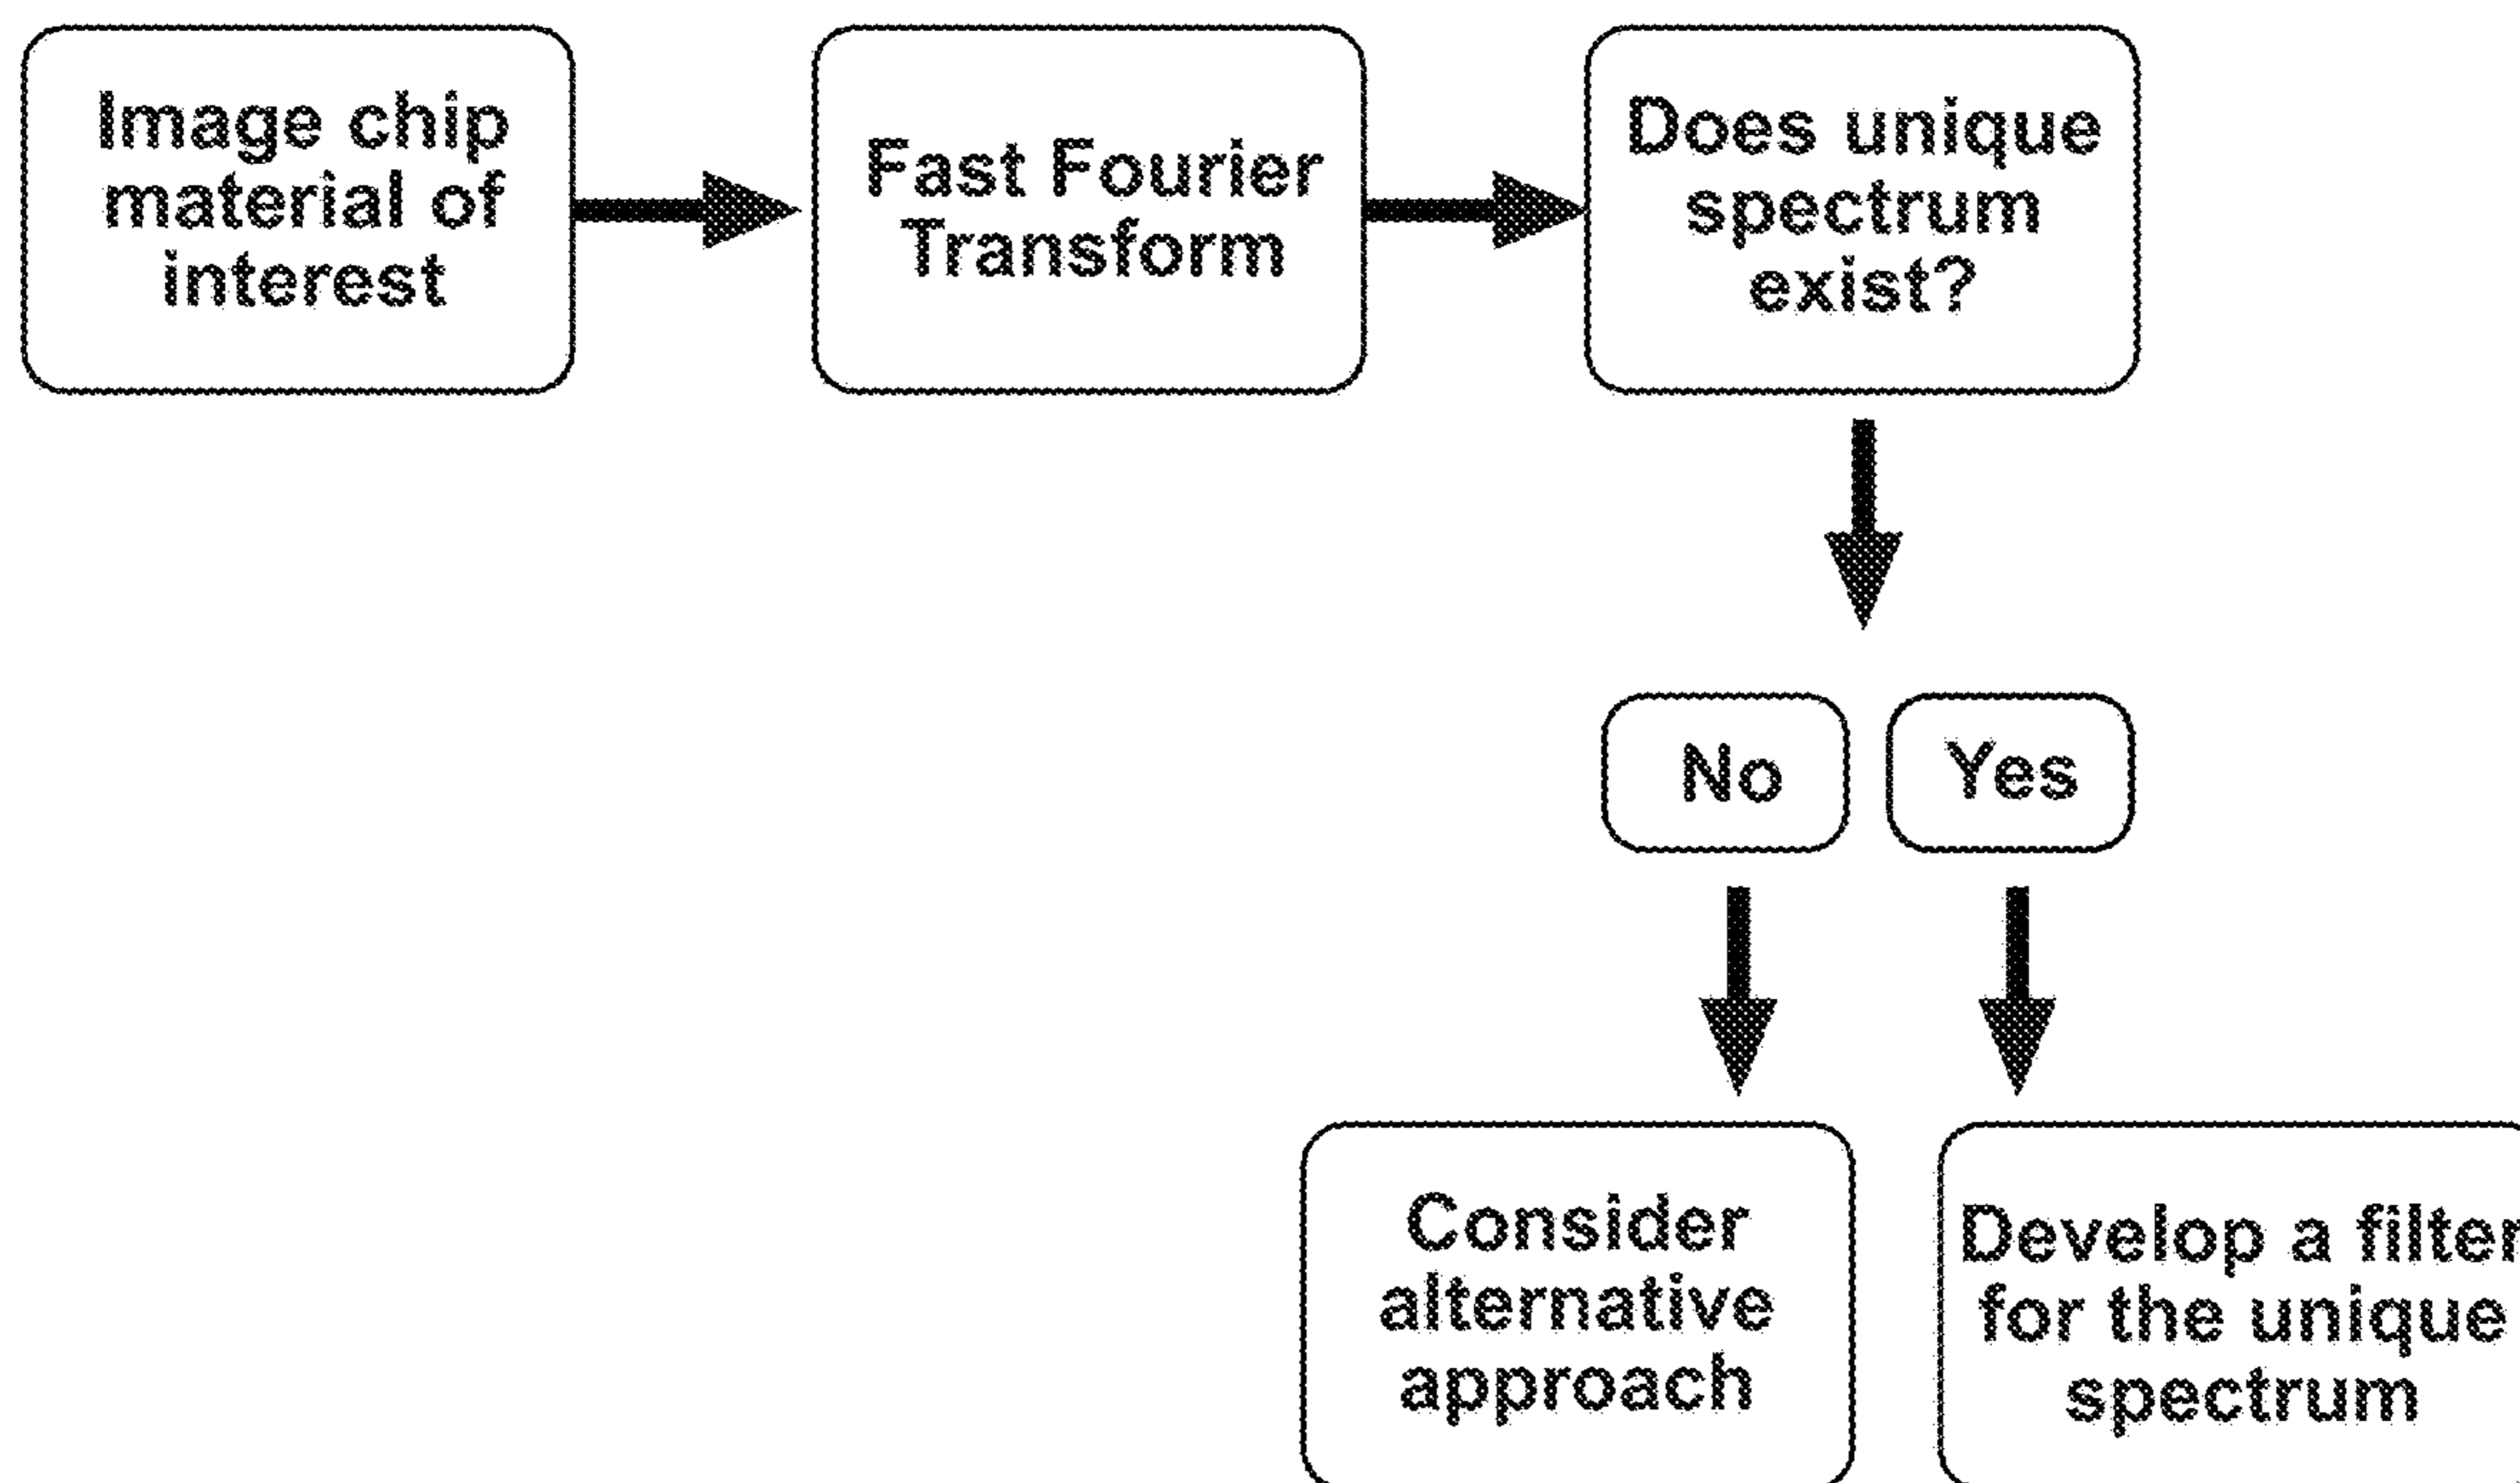 Image chip
material of
interest
Fast Fourier
Transform
Does unique
spectrum
exist?
No
Yes
Consider
alternative
approach
Develop a filter
for the unique
spectrum